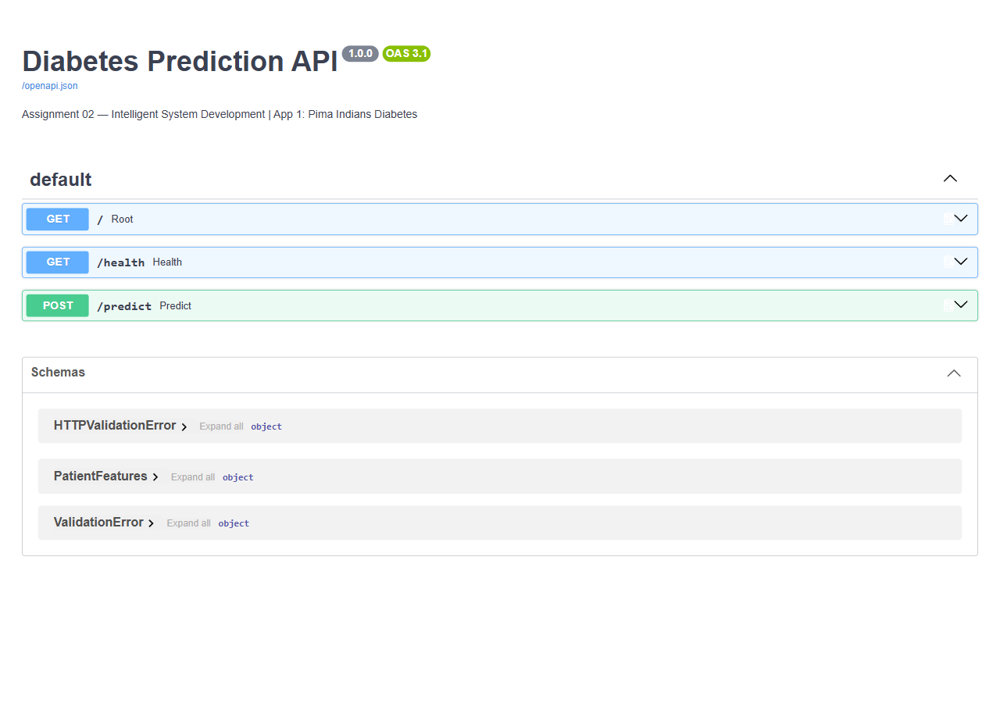 Diabetes Prediction API 1.0.0 OAS 3.1
/openapi.json
Assignment 02 — Intelligent System Development | App 1: Pima Indians Diabetes
default
GET / Root
GET /health Health
POST /predict Predict
Schemas
HTTPValidationError Expand all object
PatientFeatures Expand all object
ValidationError Expand all object